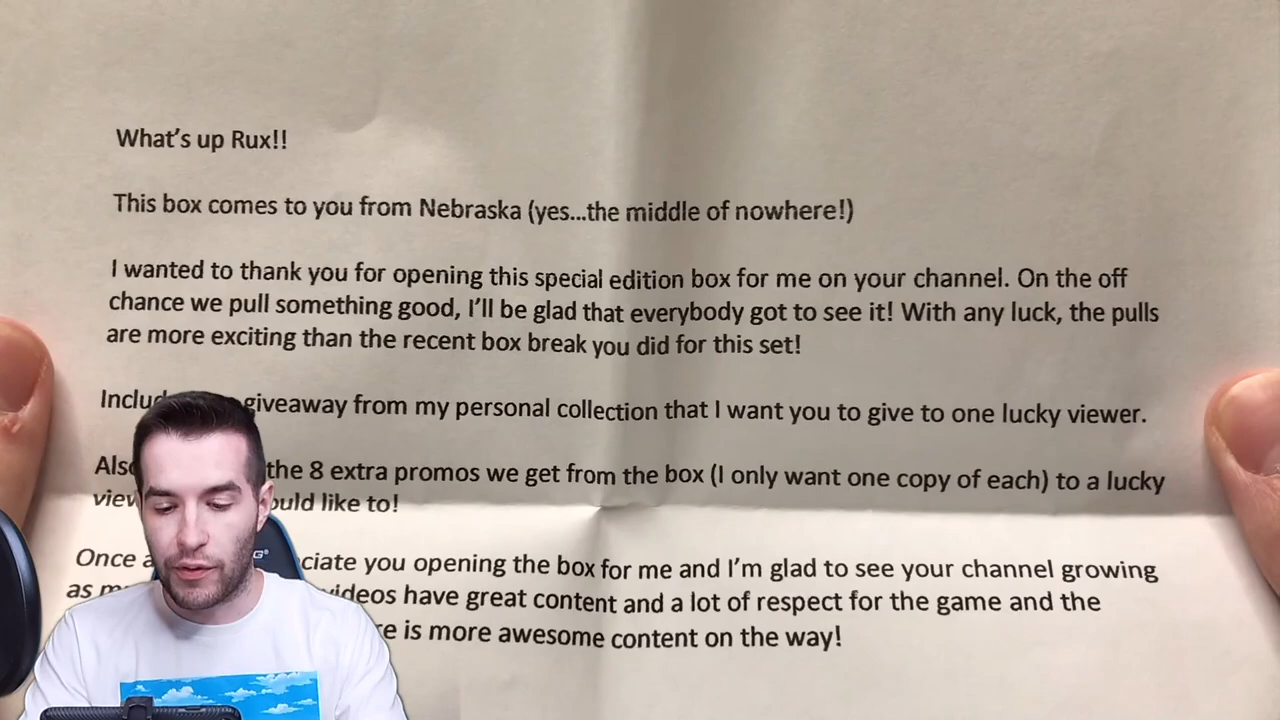 What's up Rux!!
This box comes to you from Nebraska (yes...the middle of nowhere!)
I wanted to thank you for opening this special edition box for me on your channel. On the off
chance we pull something good, I'll be glad that everybody got to see it! With any luck, the pulls
are more exciting than the recent box break you did for this set!
giveaway from my personal collection that I want you to give to one lucky viewer.
the 8 extra promos we get from the box (I only want one copy of each) to a lucky
like to!
Once
you opening the box for me and I'm glad to see your channel growing
as
have great content and a lot of respect for the game and the
is more awesome content on the way!